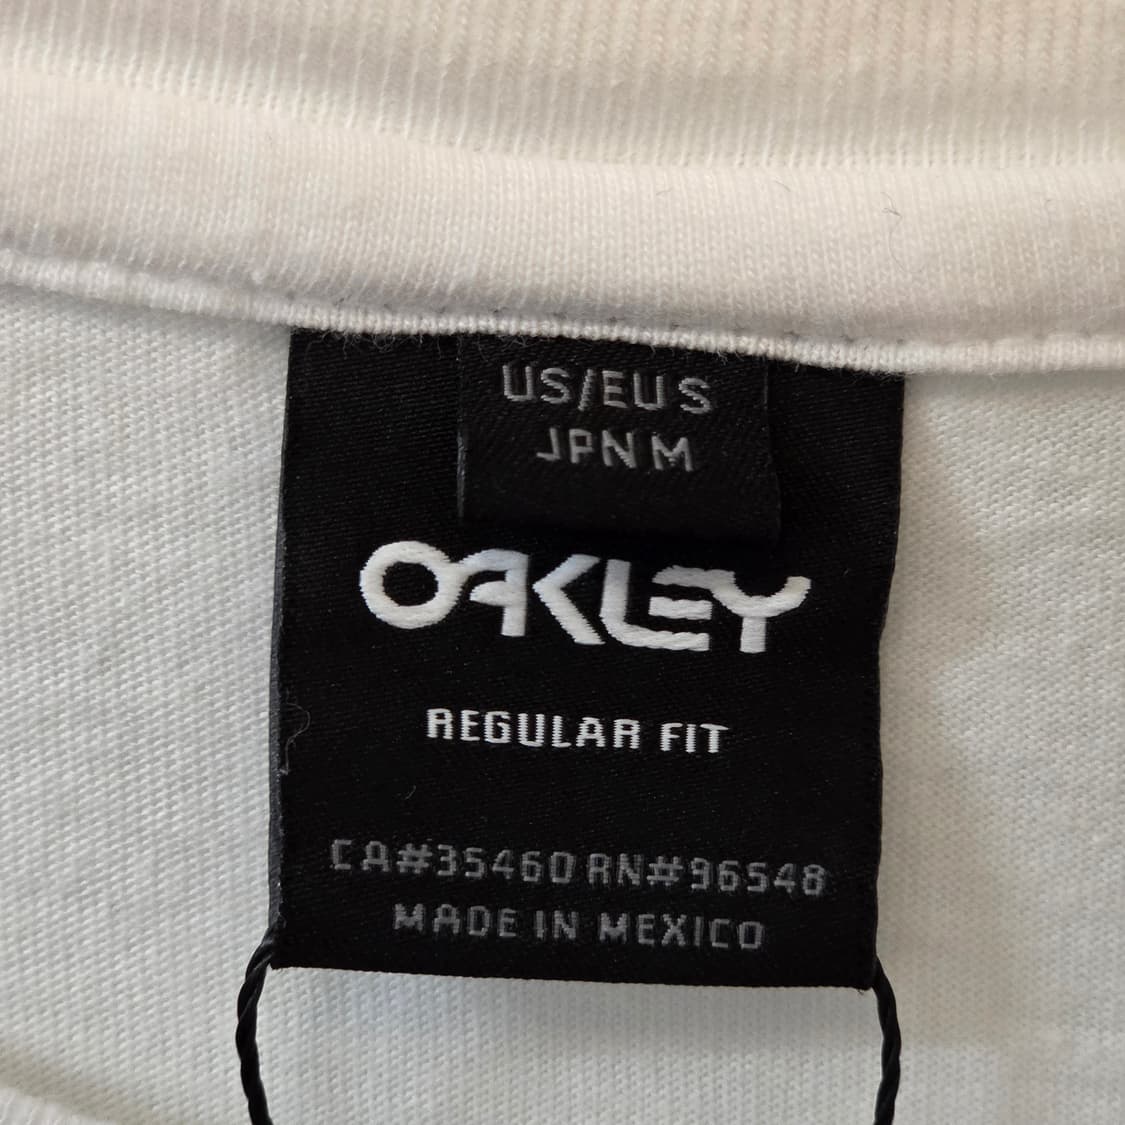 US/EU S
JPN M
OAKLEY
REGULAR FIT
CA#35460 RN#96548
MADE IN MEXICO